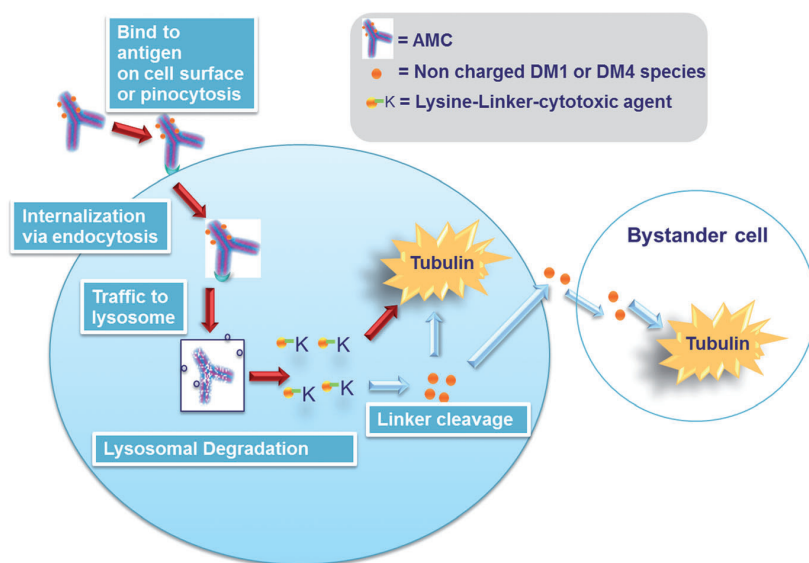 Bind to
antigen
on cell surface
or pinocytosis
= AMC
= Non charged DM1 or DM4 species
K = Lysine-Linker-cytotoxic agent
Internalization
via endocytosis
Traffic to
lysosome
Tubulin
K K
K K
Lysosomal Degradation
Linker cleavage
Bystander cell
Tubulin